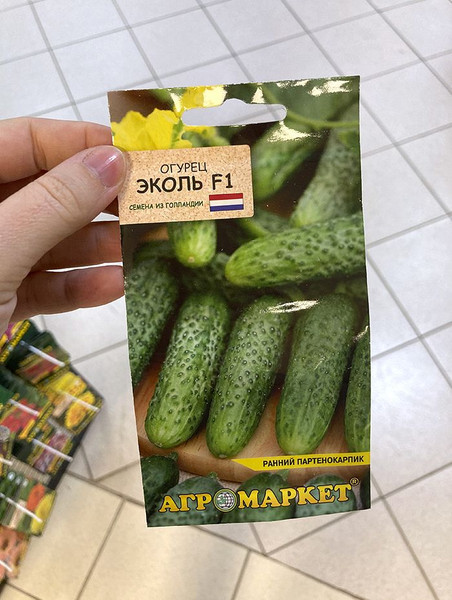 ОГУРЕЦ
ЭКОЛЬ F1
СЕМЕНА ИЗ ГОЛЛАНДИИ
РАННИЙ ПАРТЕНОКАРПИК
АГРОМАРКЕТ®